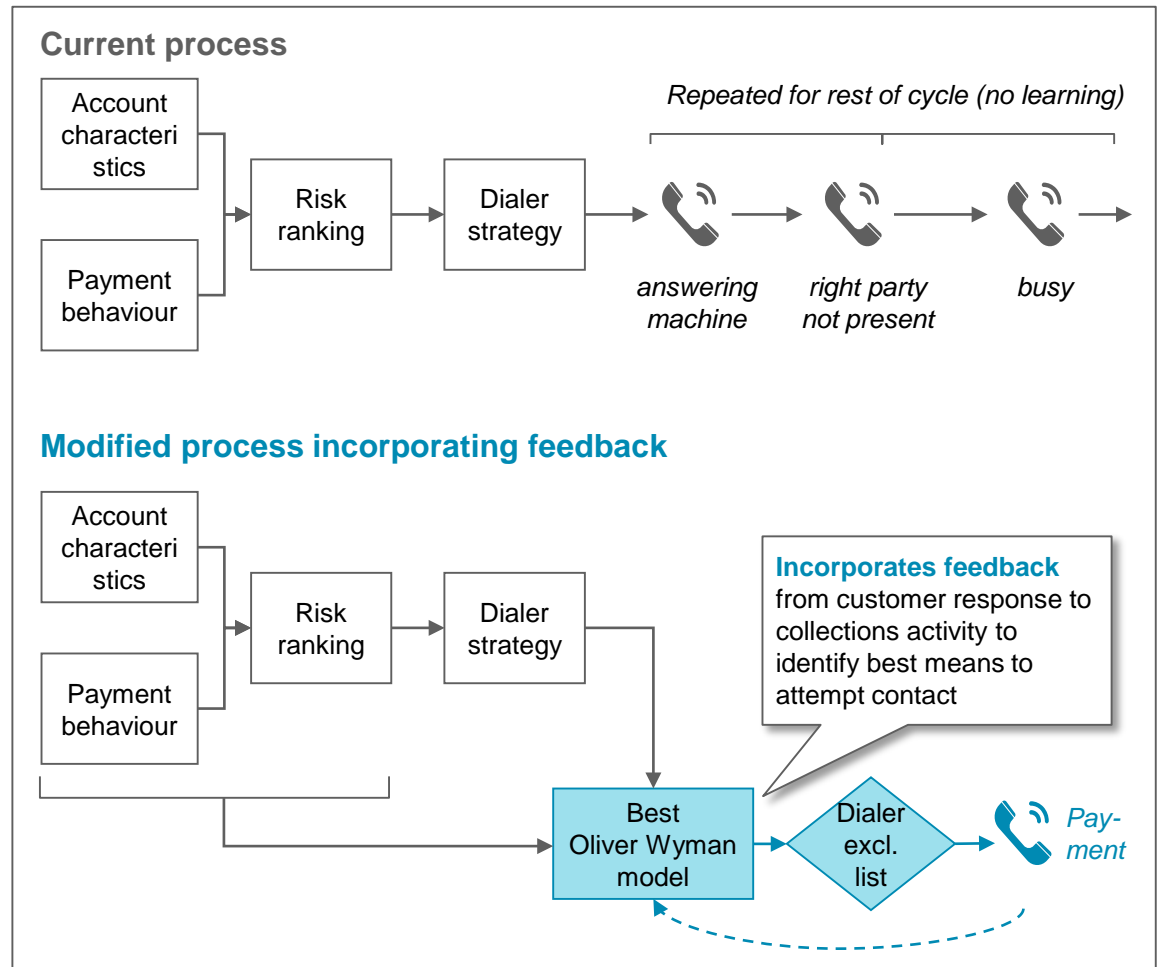 Current process
Account
characteri
stics
Payment
behaviour
Risk
ranking
Dialer
strategy
Repeated for rest of cycle (no learning)
answering
machine
right party
not present
busy
Modified process incorporating feedback
Account
characteri
stics
Payment
behaviour
Risk
ranking
Dialer
strategy
Incorporates feedback
from customer response to
collections activity to
identify best means to
attempt contact
Best
Oliver Wyman
model
Dialer
excl.
list
Pay-
ment